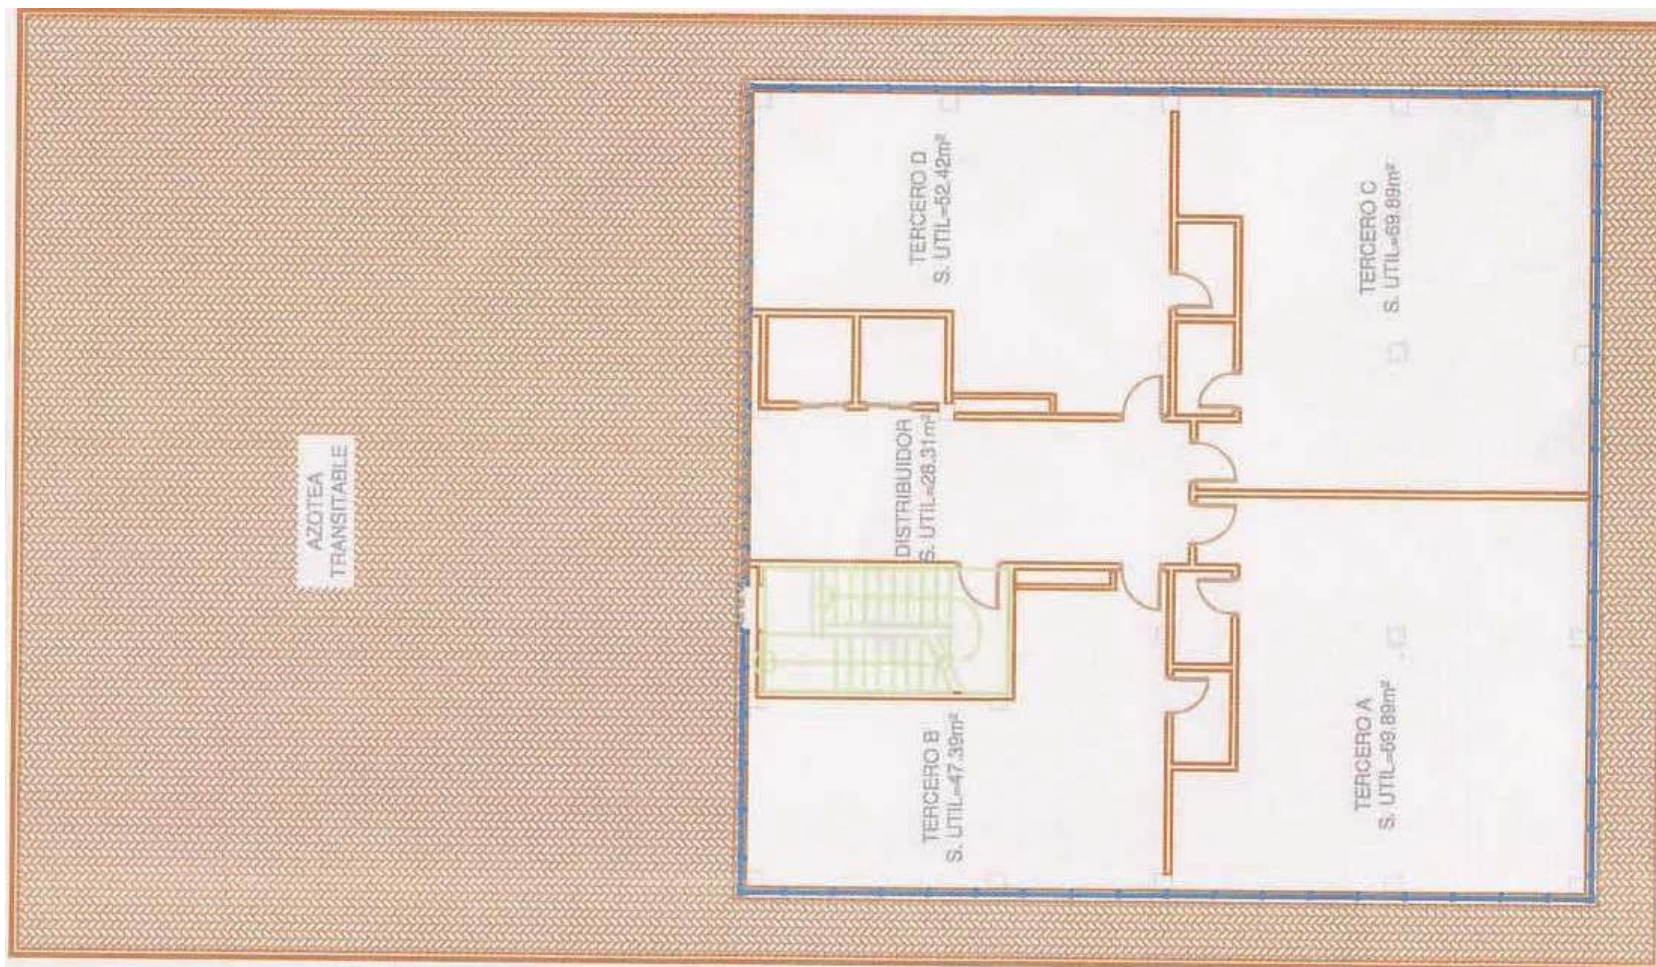 AZOTEA
TRANSITABLE
TERCERO D
S. UTIL=52.42m²
TERCERO C
S. UTIL=69.89m²
DISTRIBUIDOR
S. UTIL=28.31m²
TERCERO B
S. UTIL=47.39m²
TERCERO A
S. UTIL=69.89m²